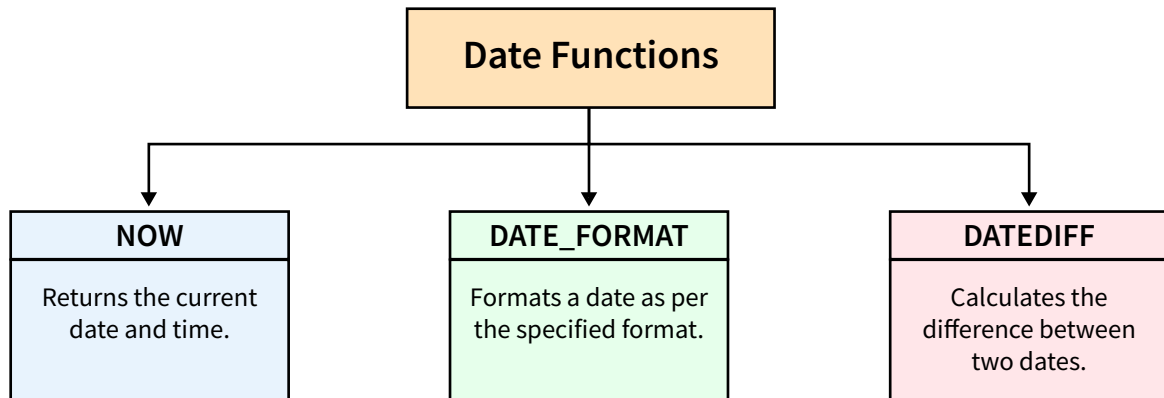 Date Functions
NOW
Returns the current
date and time.
DATE_FORMAT
Formats a date as per
the specified format.
DATEDIFF
Calculates the
difference between
two dates.